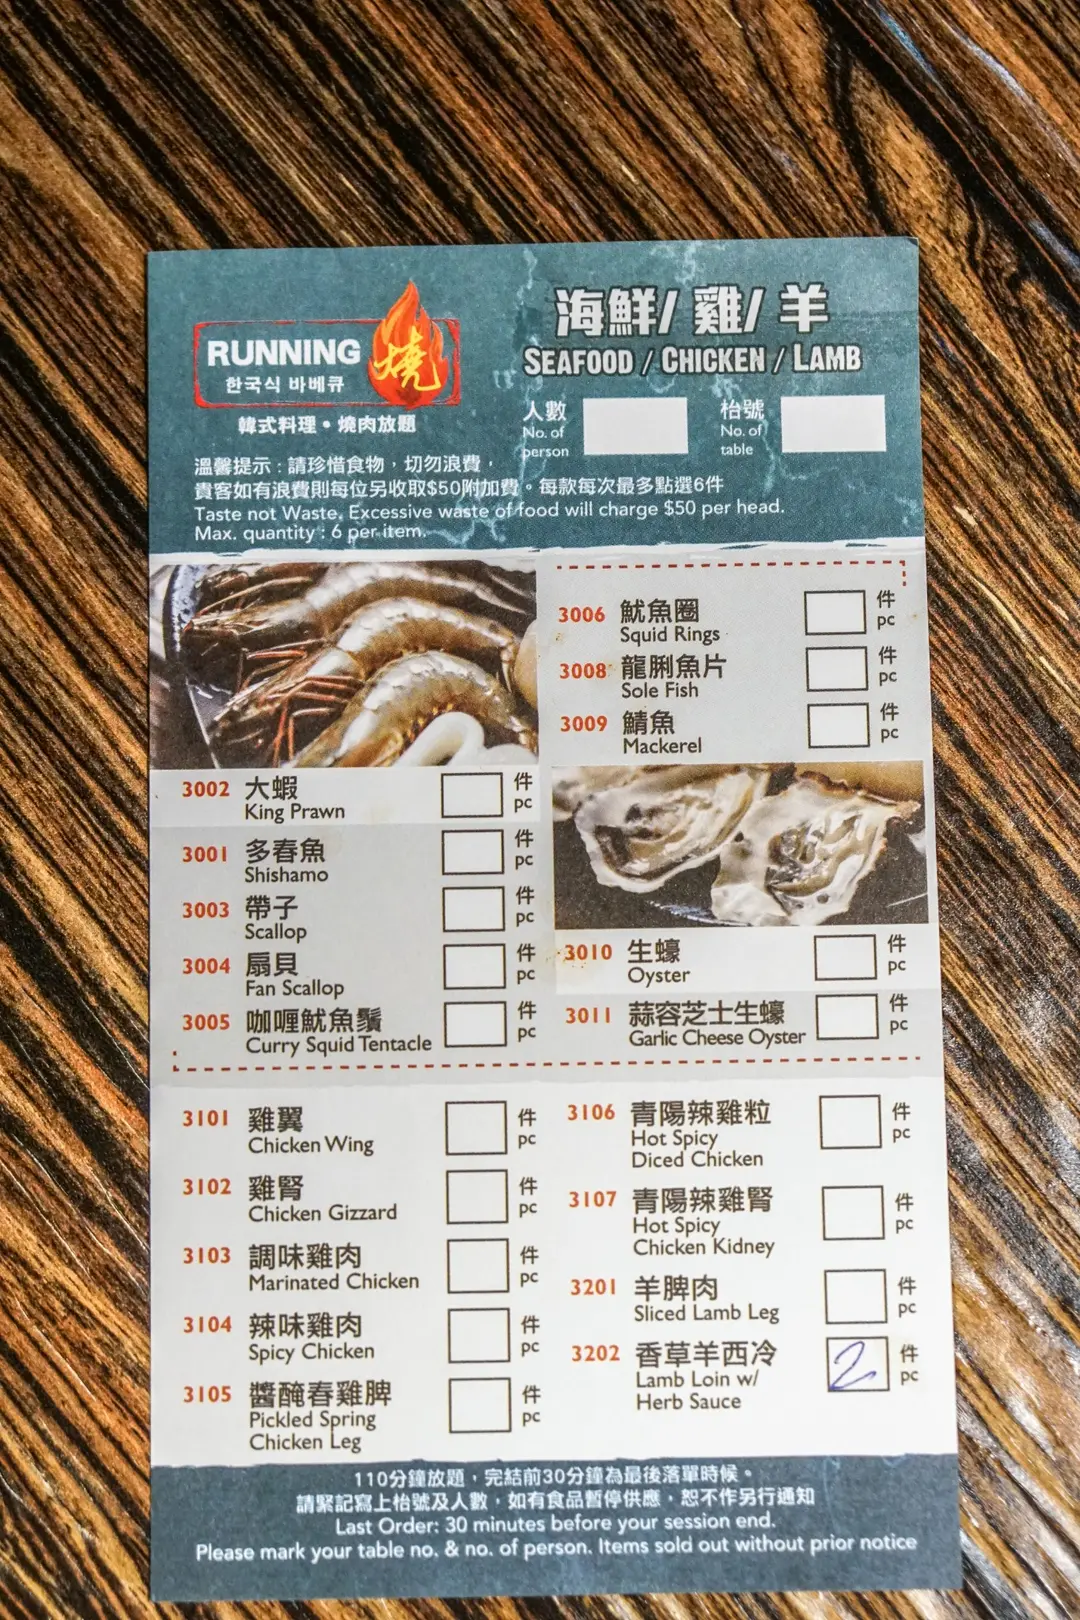 RUNNING 燒
한국식 바베큐
韓式料理•燒肉放題
海鮮/ 雞/ 羊
SEAFOOD / CHICKEN / LAMB
人數
No. of
person
枱號
No. of
table
溫馨提示：請珍惜食物，切勿浪費，
貴客如有浪費則每位另收取$50附加費。每款每次最多點選6件
Taste not Waste. Excessive waste of food will charge $50 per head.
Max. quantity : 6 per item.
3002 大蝦 件
King Prawn pc
3001 多春魚 件
Shishamo pc
3003 帶子 件
Scallop pc
3004 扇貝 件
Fan Scallop pc
3005 咖喱魷魚鬚 件
Curry Squid Tentacle pc
3006 魷魚圈 件
Squid Rings pc
3008 龍脷魚片 件
Sole Fish pc
3009 鯖魚 件
Mackerel pc
3010 生蠔 件
Oyster pc
3011 蒜容芝士生蠔 件
Garlic Cheese Oyster pc
3101 雞翼 件
Chicken Wing pc
3102 雞腎 件
Chicken Gizzard pc
3103 調味雞肉 件
Marinated Chicken pc
3104 辣味雞肉 件
Spicy Chicken pc
3105 醬醃春雞脾 件
Pickled Spring pc
Chicken Leg
3106 青陽辣雞粒 件
Hot Spicy pc
Diced Chicken
3107 青陽辣雞腎 件
Hot Spicy pc
Chicken Kidney
3201 羊脾肉 件
Sliced Lamb Leg pc
3202 香草羊西冷 2 件
Lamb Loin w/ pc
Herb Sauce
110分鐘放題，完結前30分鐘為最後落單時候。
請緊記寫上枱號及人數，如有食品暫停供應，恕不作另行通知
Last Order: 30 minutes before your session end.
Please mark your table no. & no. of person. Items sold out without prior notice